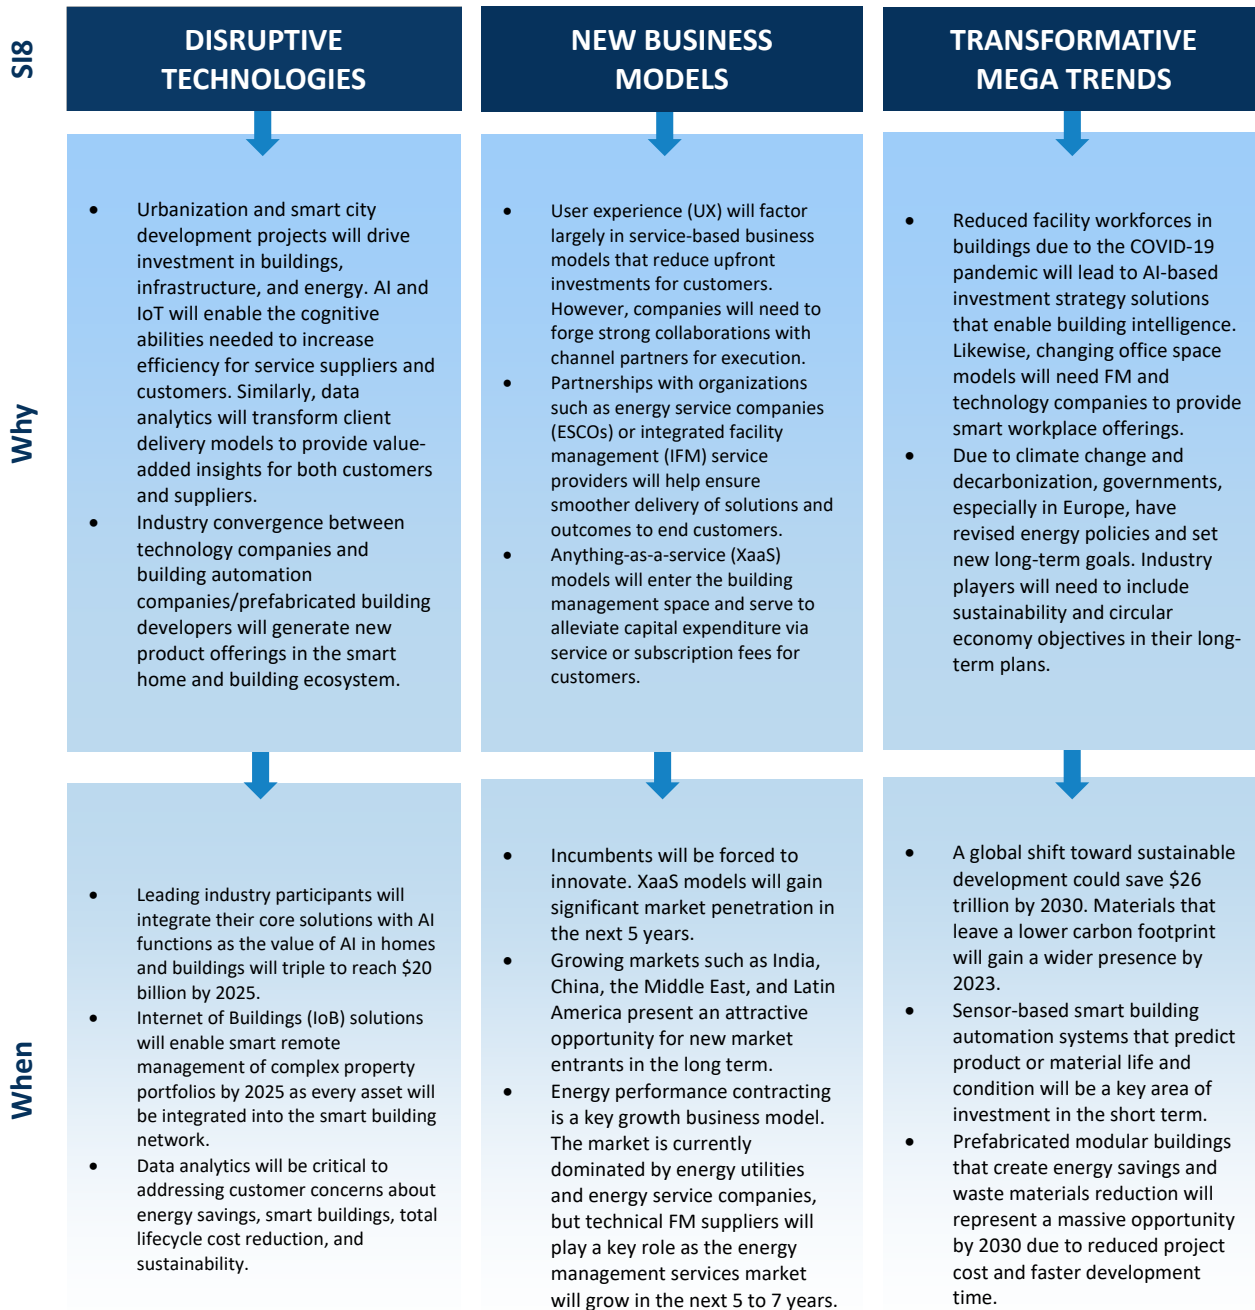 SI8
DISRUPTIVE
TECHNOLOGIES
NEW BUSINESS
MODELS
TRANSFORMATIVE
MEGA TRENDS
Why
• Urbanization and smart city
development projects will drive
investment in buildings,
infrastructure, and energy. AI and
IoT will enable the cognitive
abilities needed to increase
efficiency for service suppliers and
customers. Similarly, data
analytics will transform client
delivery models to provide value-
added insights for both customers
and suppliers.
• Industry convergence between
technology companies and
building automation
companies/prefabricated building
developers will generate new
product offerings in the smart
home and building ecosystem.
• User experience (UX) will factor
largely in service-based business
models that reduce upfront
investments for customers.
However, companies will need to
forge strong collaborations with
channel partners for execution.
• Partnerships with organizations
such as energy service companies
(ESCOs) or integrated facility
management (IFM) service
providers will help ensure
smoother delivery of solutions and
outcomes to end customers.
• Anything-as-a-service (XaaS)
models will enter the building
management space and serve to
alleviate capital expenditure via
service or subscription fees for
customers.
• Reduced facility workforces in
buildings due to the COVID-19
pandemic will lead to AI-based
investment strategy solutions
that enable building intelligence.
Likewise, changing office space
models will need FM and
technology companies to provide
smart workplace offerings.
• Due to climate change and
decarbonization, governments,
especially in Europe, have
revised energy policies and set
new long-term goals. Industry
players will need to include
sustainability and circular
economy objectives in their long-
term plans.
When
• Leading industry participants will
integrate their core solutions with AI
functions as the value of AI in homes
and buildings will triple to reach $20
billion by 2025.
• Internet of Buildings (IoB) solutions
will enable smart remote
management of complex property
portfolios by 2025 as every asset will
be integrated into the smart building
network.
• Data analytics will be critical to
addressing customer concerns about
energy savings, smart buildings, total
lifecycle cost reduction, and
sustainability.
• Incumbents will be forced to
innovate. XaaS models will gain
significant market penetration in
the next 5 years.
• Growing markets such as India,
China, the Middle East, and Latin
America present an attractive
opportunity for new market
entrants in the long term.
• Energy performance contracting
is a key growth business model.
The market is currently
dominated by energy utilities
and energy service companies,
but technical FM suppliers will
play a key role as the energy
management services market
will grow in the next 5 to 7 years.
• A global shift toward sustainable
development could save $26
trillion by 2030. Materials that
leave a lower carbon footprint
will gain a wider presence by
2023.
• Sensor-based smart building
automation systems that predict
product or material life and
condition will be a key area of
investment in the short term.
• Prefabricated modular buildings
that create energy savings and
waste materials reduction will
represent a massive opportunity
by 2030 due to reduced project
cost and faster development
time.